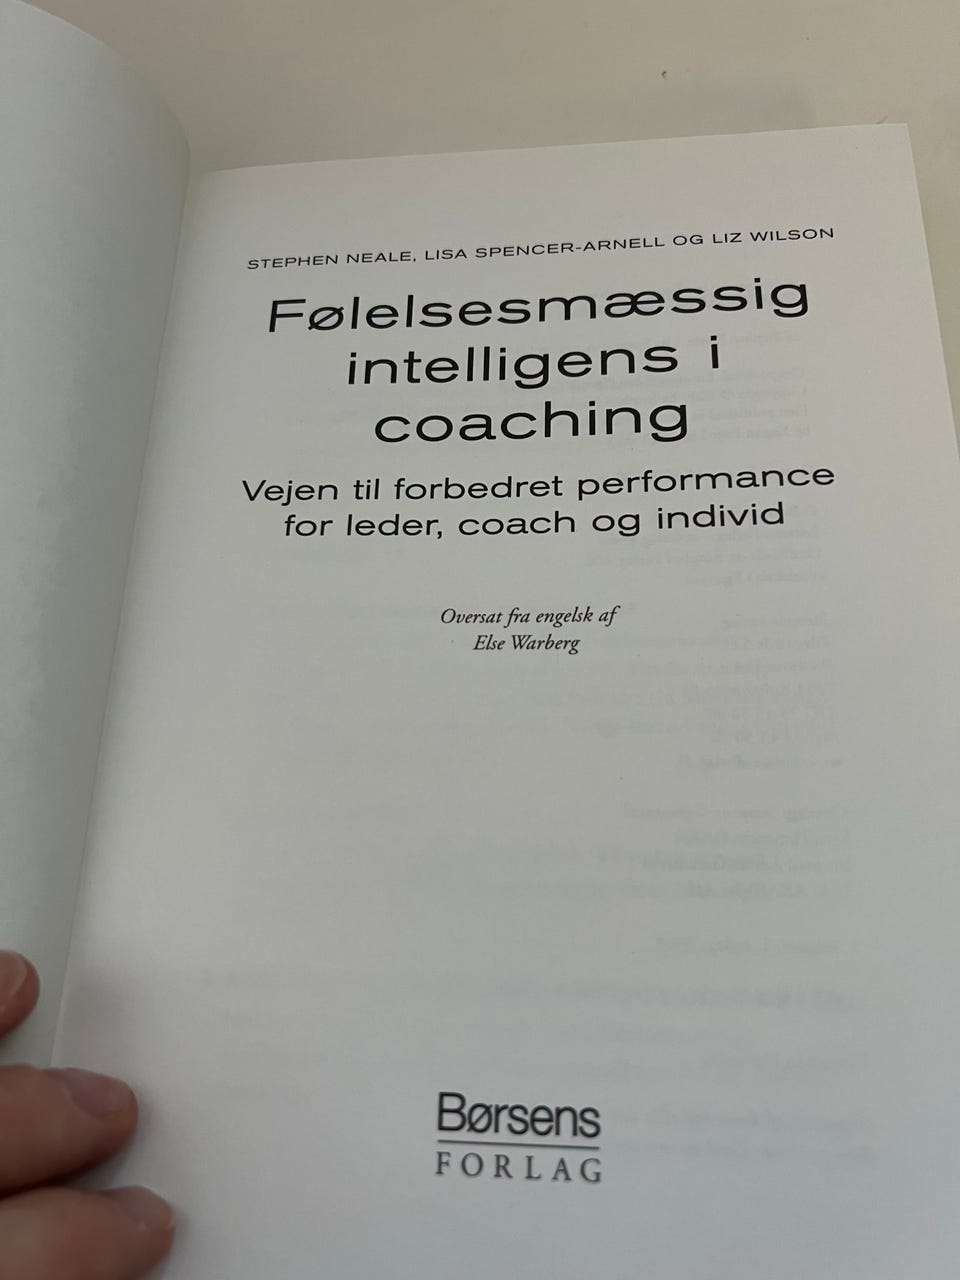 STEPHEN NEALE, LISA SPENCER-ARNELL OG LIZ WILSON
Følelsesmæssig
intelligens i
coaching
Vejen til forbedret performance
for leder, coach og individ
Oversat fra engelsk af
Else Warberg
Børsens
FORLAG